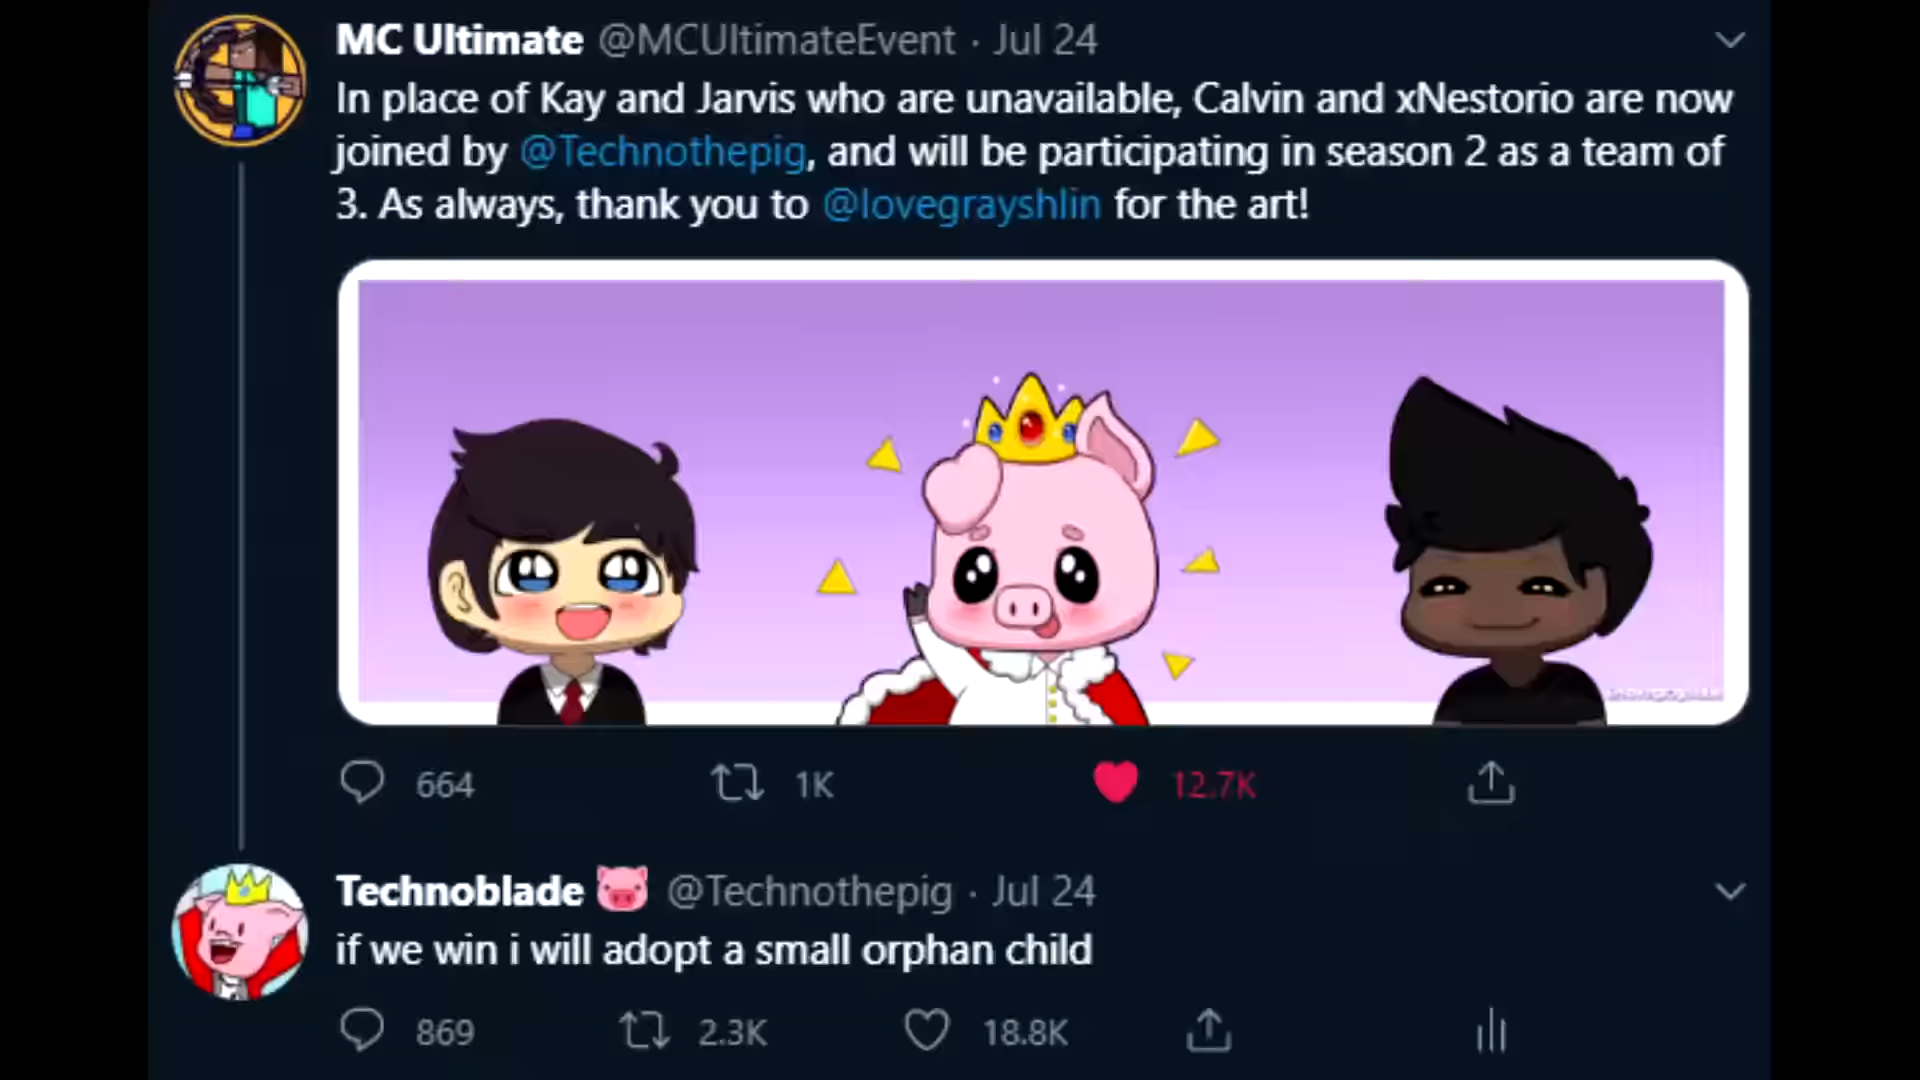 MC Ultimate @MCUltimateEvent · Jul 24
In place of Kay and Jarvis who are unavailable, Calvin and xNestorio are now
joined by @Technothepig, and will be participating in season 2 as a team of
3. As always, thank you to @lovegrayshlin for the art!
664 1K 12.7K
Technoblade 🐷 @Technothepig · Jul 24
if we win i will adopt a small orphan child
869 2.3K 18.8K